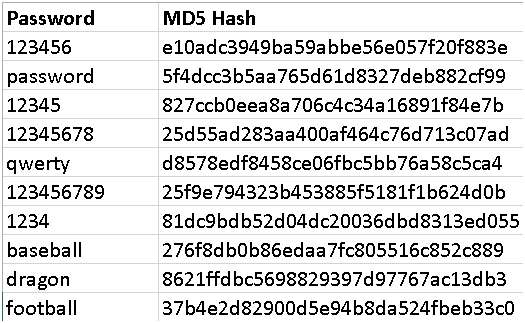 Password MD5 Hash
123456 e10adc3949ba59abbe56e057f20f883e
password 5f4dcc3b5aa765d61d8327deb882cf99
12345 827ccb0eea8a706c4c34a16891f84e7b
12345678 25d55ad283aa400af464c76d713c07ad
qwerty d8578edf8458ce06fbc5bb76a58c5ca4
123456789 25f9e794323b453885f5181f1b624d0b
1234 81dc9bdb52d04dc20036dbd8313ed055
baseball 276f8db0b86edaa7fc805516c852c889
dragon 8621ffdbc5698829397d97767ac13db3
football 37b4e2d82900d5e94b8da524fbeb33c0